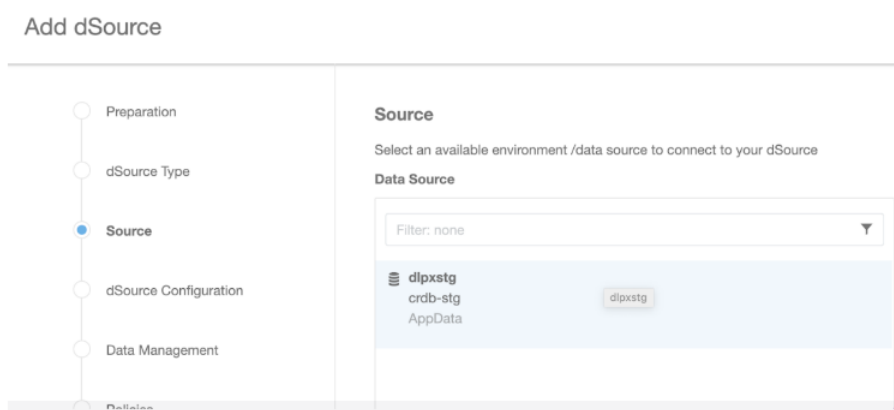 Add dSource
Preparation
dSource Type
Source
dSource Configuration
Data Management
Policies
Source
Select an available environment /data source to connect to your dSource
Data Source
Filter: none
dlpxstg
crdb-stg
AppData
dlpxstg